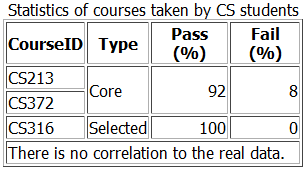 Statistics of courses taken by CS students
CourseID Type Pass (%) Fail (%)
CS213 Core 92 8
CS372
CS316 Selected 100 0
There is no correlation to the real data.